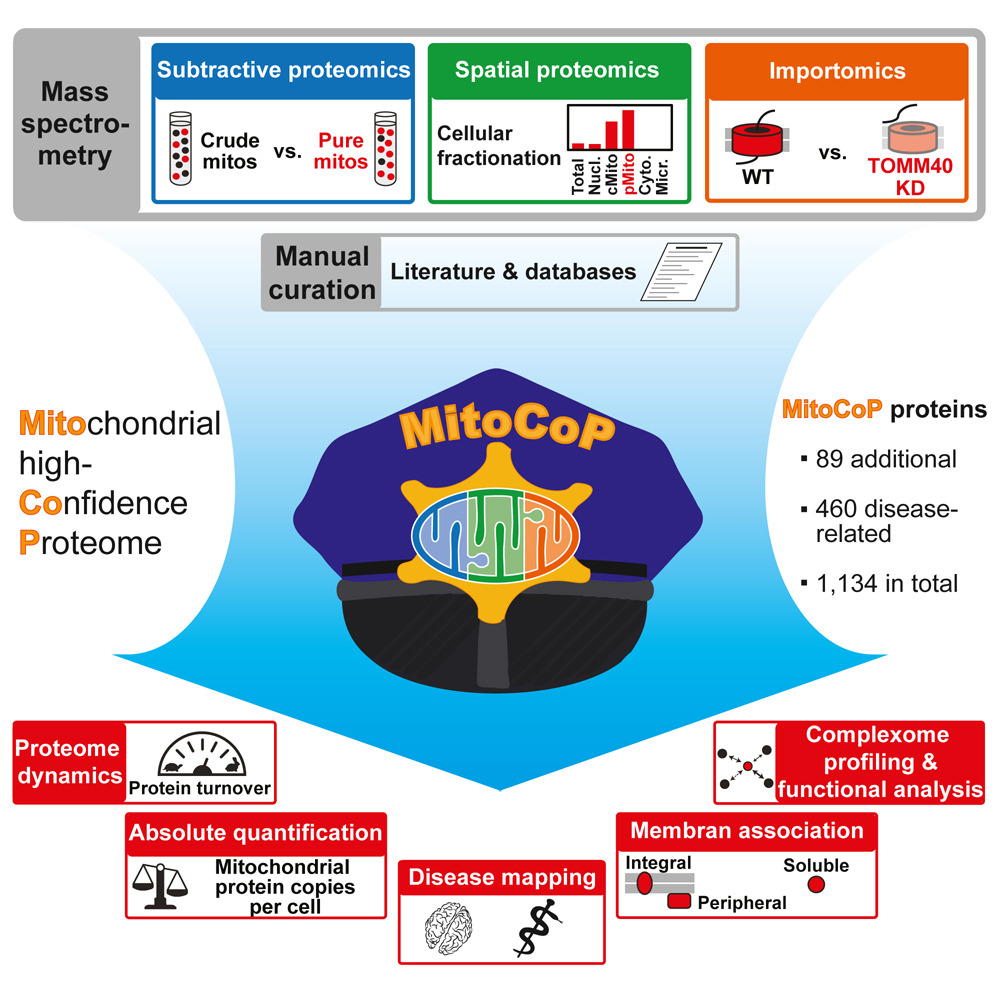 Mass
spectro-
metry
Subtractive proteomics
Crude
mitos
vs.
Pure
mitos
Spatial proteomics
Cellular
fractionation
Total
Nucl.
cMito
pMito
Cyto.
Micr.
Importomics
WT
vs.
TOMM40
KD
Manual
curation
Literature & databases
Mitochondrial
high-
Confidence
Proteome
MitoCoP
MitoCoP proteins
▪ 89 additional
▪ 460 disease-
related
▪ 1,134 in total
Proteome
dynamics
Protein turnover
Absolute quantification
Mitochondrial
protein copies
per cell
Disease mapping
Membran association
Integral
Peripheral
Soluble
Complexome
profiling &
functional analysis